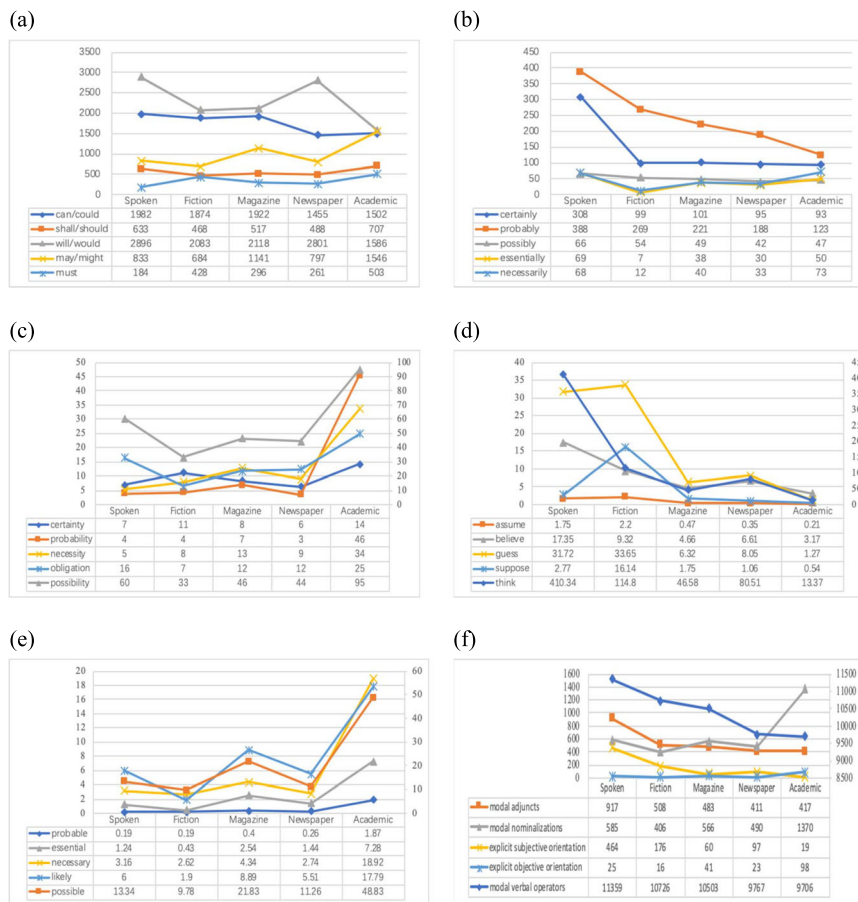 (a)
(b)
3500
3000
2500
2000
1500
1000
500
0
Spoken Fiction Magazine Newspaper Academic
can/could 1982 1874 1922 1455 1502
shall/should 633 468 517 488 707
will/would 2896 2083 2118 2801 1586
may/might 833 684 1141 797 1546
must 184 428 296 261 503
450
400
350
300
250
200
150
100
50
0
Spoken Fiction Magazine Newspaper Academic
certainly 308 99 101 95 93
probably 388 269 221 188 123
possibly 66 54 49 42 47
essentially 69 7 38 30 50
necessarily 68 12 40 33 73
(c)
(d)
50 100
45 90
40 80
35 70
30 60
25 50
20 40
15 30
10 20
5 10
0 0
Spoken Fiction Magazine Newspaper Academic
certainty 7 11 8 6 14
probability 4 4 7 3 46
necessity 5 8 13 9 34
obligation 16 7 12 12 25
possibility 60 33 46 44 95
40
35
30
25
20
15
10
5
0
Spoken Fiction Magazine Newspaper Academic
assume 1.75 2.2 0.47 0.35 0.21
believe 17.35 9.32 4.66 6.61 3.17
guess 31.72 33.65 6.32 8.05 1.27
suppose 2.77 16.14 1.75 1.06 0.54
think 410.34 114.8 46.58 80.51 13.37
(e)
(f)
20 60
18
16 50
14
12 40
10 30
8
6 20
4 10
2
0 0
Spoken Fiction Magazine Newspaper Academic
probable 0.19 0.19 0.4 0.26 1.87
essential 1.24 0.43 2.54 1.44 7.28
necessary 3.16 2.62 4.34 2.74 18.92
likely 6 1.9 8.89 5.51 17.79
possible 13.34 9.78 21.83 11.26 48.83
1600 11500
1400 11000
1200 10500
1000 10000
800
600 9500
400 9000
200
0 8500
Spoken Fiction Magazine Newspaper Academic
modal adjuncts 917 508 483 411 417
modal nominalizations 585 406 566 490 1370
explicit subjective orientation 464 176 60 97 19
explicit objective orientation 25 16 41 23 98
modal verbal operators 11359 10726 10503 9767 9706